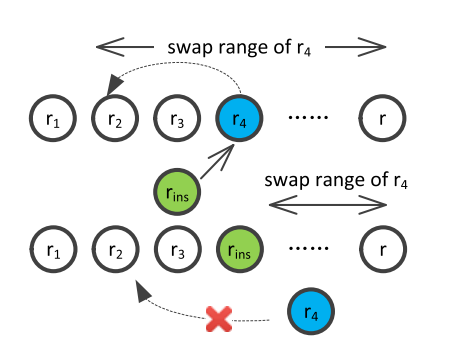 swap range of r4
r1 r2 r3 r4 ...... r
rins
swap range of r4
r1 r2 r3 rins ...... r
r4